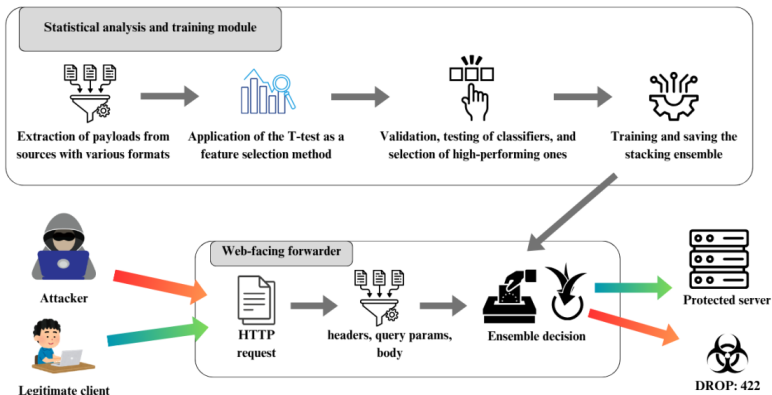 Statistical analysis and training module
Extraction of payloads from
sources with various formats
Application of the T-test as a
feature selection method
Validation, testing of classifiers, and
selection of high-performing ones
Training and saving the
stacking ensemble
Attacker
Legitimate client
Web-facing forwarder
HTTP
request
headers, query params,
body
Ensemble decision
Protected server
DROP: 422